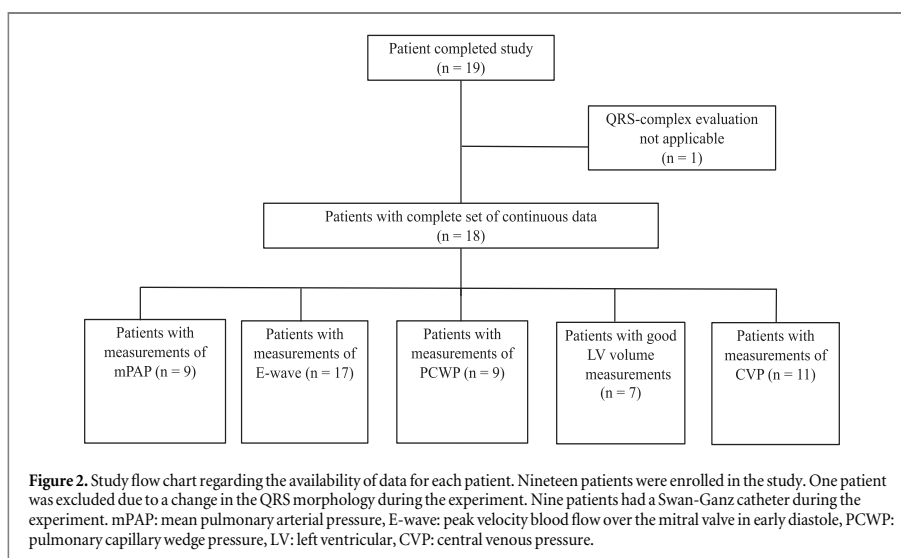 Patient completed study
(n = 19)
QRS-complex evaluation
not applicable
(n = 1)
Patients with complete set of continuous data
(n = 18)
Patients with
measurements of
mPAP (n = 9)
Patients with
measurements of
E-wave (n = 17)
Patients with
measurements of
PCWP (n = 9)
Patients with good
LV volume
measurements
(n = 7)
Patients with
measurements of
CVP (n = 11)
Figure 2. Study flow chart regarding the availability of data for each patient. Nineteen patients were enrolled in the study. One patient
was excluded due to a change in the QRS morphology during the experiment. Nine patients had a Swan-Ganz catheter during the
experiment. mPAP: mean pulmonary arterial pressure, E-wave: peak velocity blood flow over the mitral valve in early diastole, PCWP:
pulmonary capillary wedge pressure, LV: left ventricular, CVP: central venous pressure.